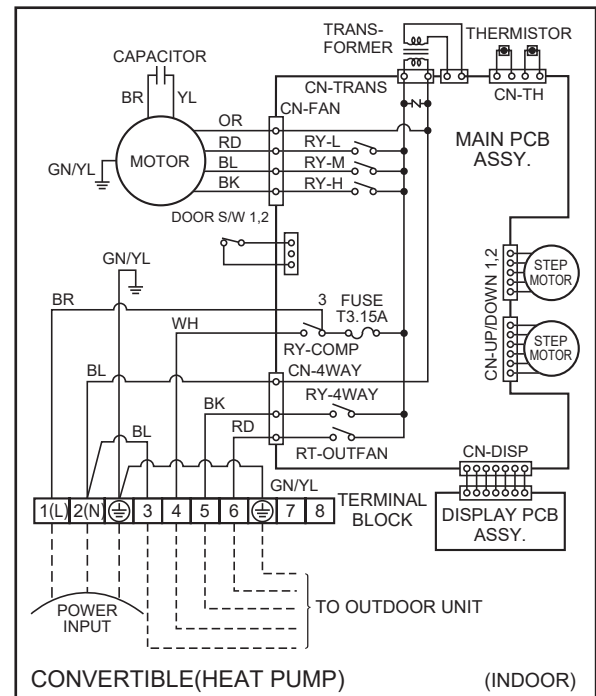 TRANS-
FORMER
THERMISTOR
CAPACITOR
BR
YL
CN-TRANS
CN-TH
CN-FAN
OR
RD
RY-L
MAIN PCB
ASSY.
GN/YL
MOTOR
BL
RY-M
BK
RY-H
DOOR S/W 1,2
GN/YL
CN-UP/DOWN 1,2
STEP
MOTOR
STEP
MOTOR
BR
3
FUSE
T3.15A
WH
RY-COMP
BL
CN-4WAY
RY-4WAY
BK
BL
RD
RT-OUTFAN
CN-DISP
GN/YL
1(L)
2(N)
3
4
5
6
7
8
TERMINAL
BLOCK
DISPLAY PCB
ASSY.
POWER
INPUT
TO OUTDOOR UNIT
CONVERTIBLE(HEAT PUMP)
(INDOOR)